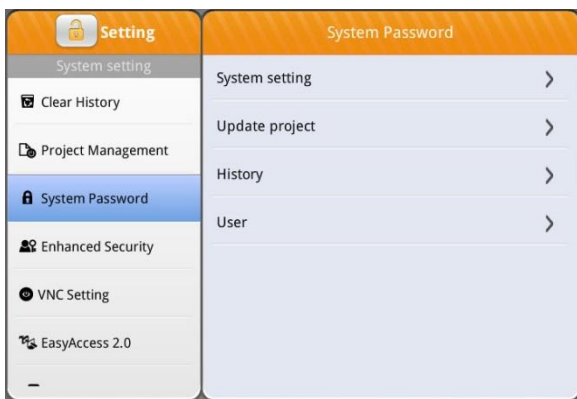 Setting
System setting
Clear History
Project Management
System Password
Enhanced Security
VNC Setting
EasyAccess 2.0
System Password
System setting
Update project
History
User